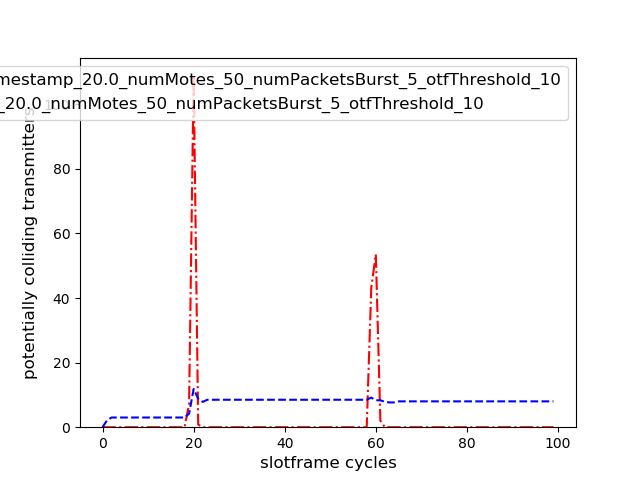 mestamp_20.0_numMotes_50_numPacketsBurst_5_otfThreshold_10
_20.0_numMotes_50_numPacketsBurst_5_otfThreshold_10
potentially colliding transmitters
80
60
40
20
0
0 20 40 60 80 100
slotframe cycles